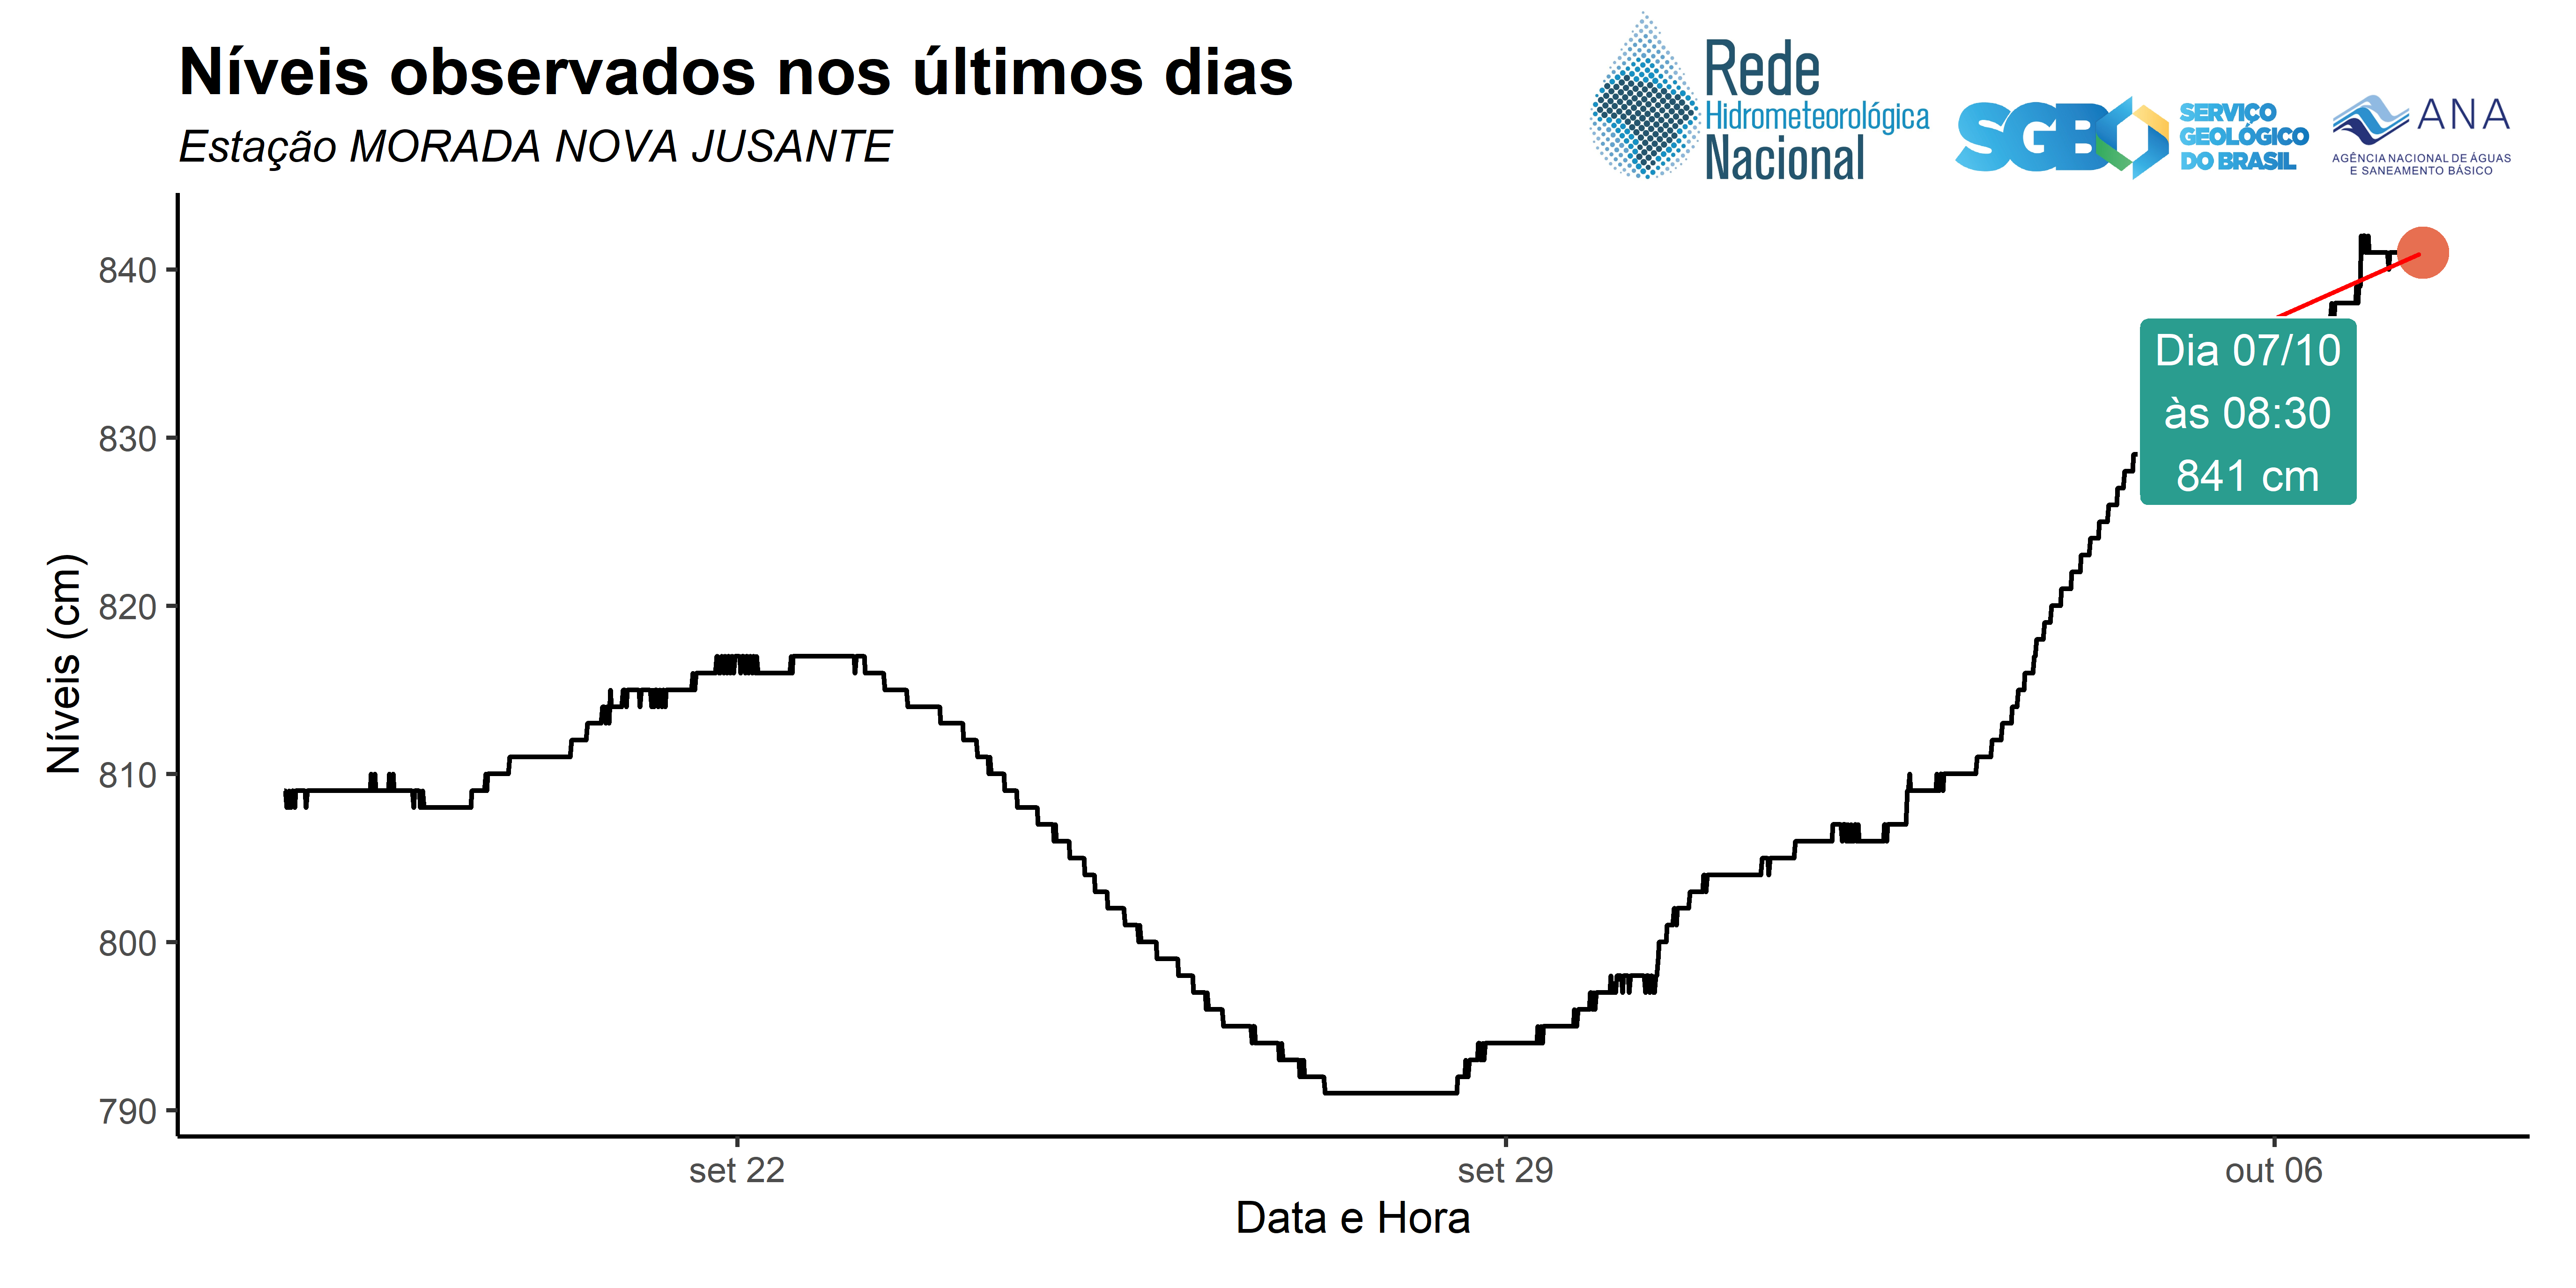 Níveis observados nos últimos dias
Estação MORADA NOVA JUSANTE
Rede
Hidrometeorológica
Nacional
SGB
SERVIÇO
GEOLÓGICO
DO BRASIL
ANA
AGÊNCIA NACIONAL DE ÁGUAS
E SANEAMENTO BÁSICO
Níveis (cm)
840
830
820
810
800
790
Dia 07/10
às 08:30
841 cm
set 22
set 29
out 06
Data e Hora